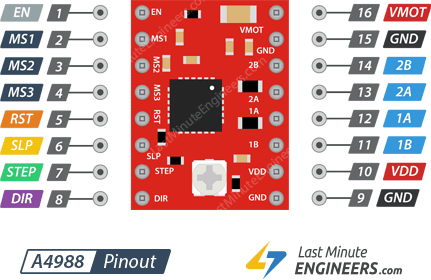 EN 1
MS1 2
MS2 3
MS3 4
RST 5
SLP 6
STEP 7
DIR 8
EN
MS1
MS2
MS3
RST
SLP
STEP
DIR
VMOT
GND
2B
2A
1A
1B
VDD
GND
LastMinuteEngineers.com
16 VMOT
15 GND
14 2B
13 2A
12 1A
11 1B
10 VDD
9 GND
A4988 Pinout
Last Minute
ENGINEERS.com